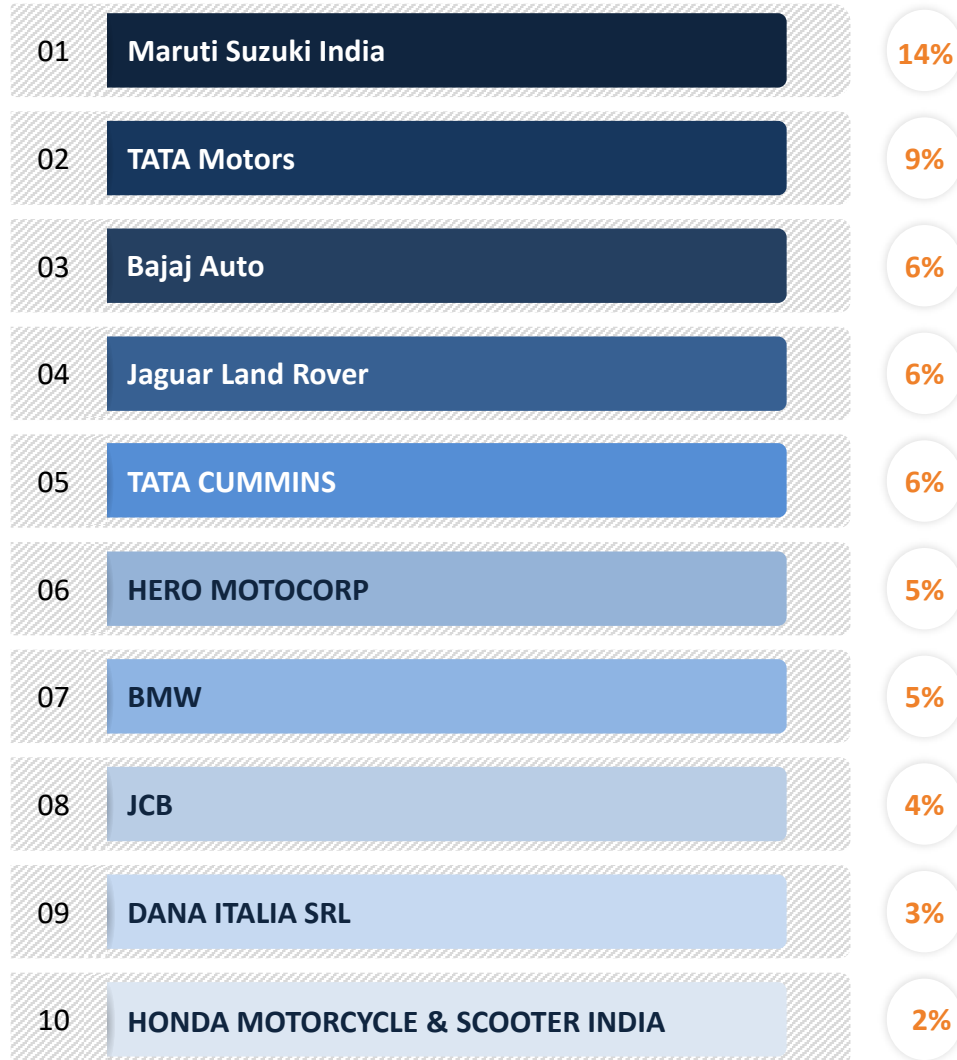 01 Maruti Suzuki India 14%
02 TATA Motors 9%
03 Bajaj Auto 6%
04 Jaguar Land Rover 6%
05 TATA CUMMINS 6%
06 HERO MOTOCORP 5%
07 BMW 5%
08 JCB 4%
09 DANA ITALIA SRL 3%
10 HONDA MOTORCYCLE & SCOOTER INDIA 2%